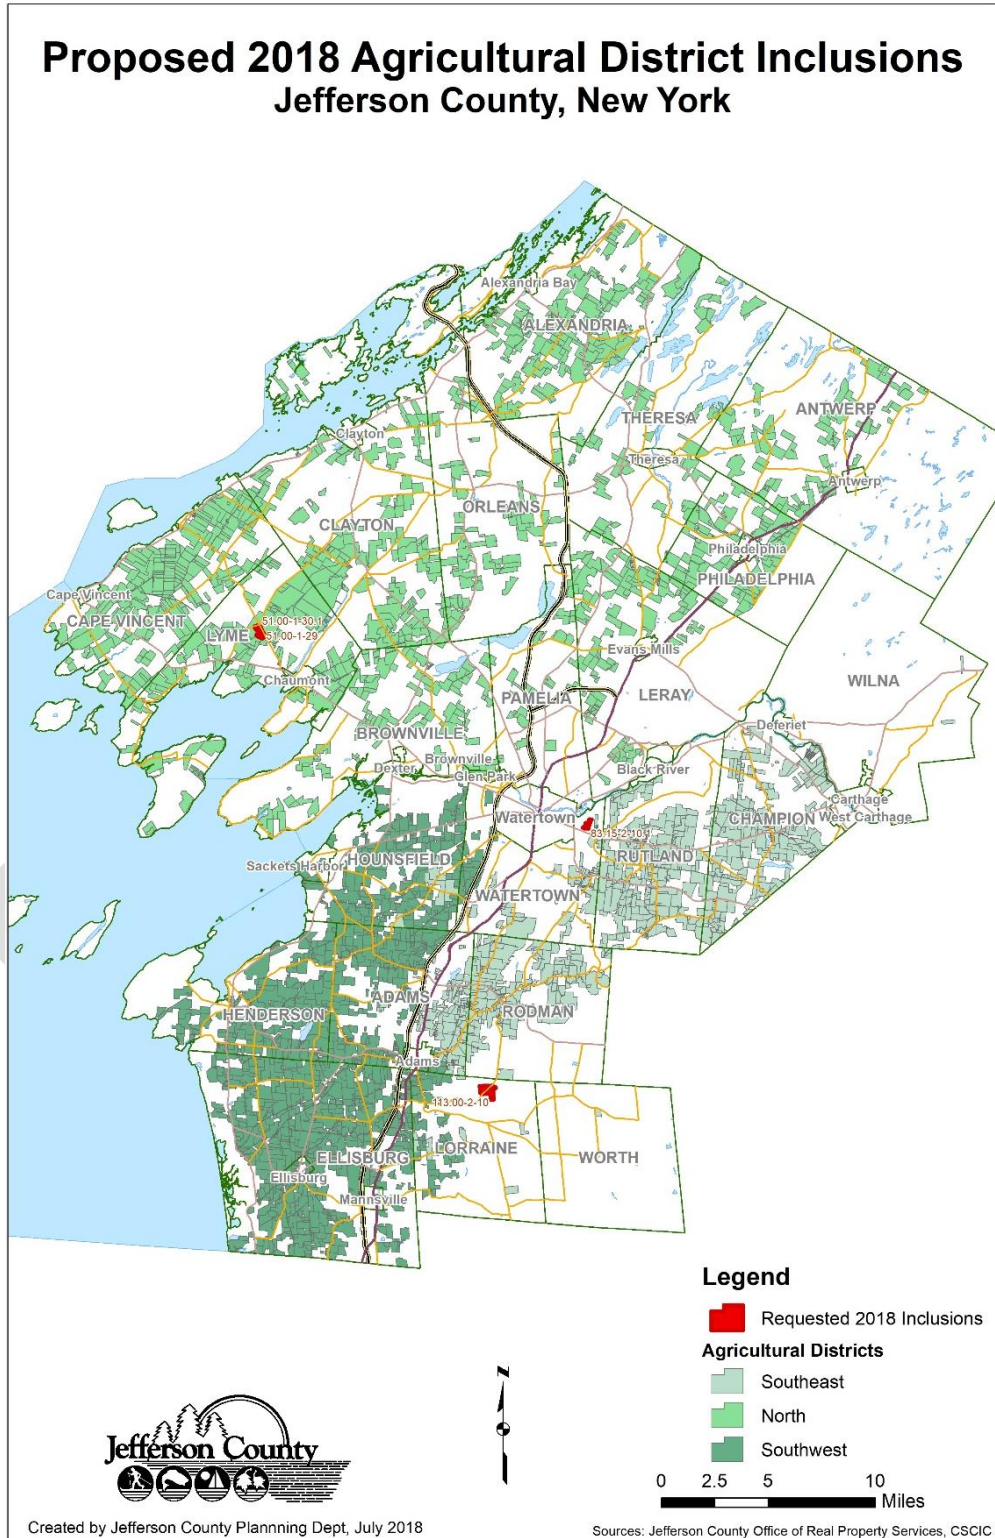 Proposed 2018 Agricultural District Inclusions
Jefferson County, New York
Alexandria Bay
ALEXANDRIA
THERESA
ANTWERP
Clayton
Theresa
Antwerp
ORLEANS
CLAYTON
Philadelphia
PHILADELPHIA
Cape Vincent
CAPE VINCENT
51.00-1-30.1
LYME
51.00-1-29
Evans Mills
Chaumont
WILNA
LERAY
PAMELIA
Deferiet
BROWNVILLE
Brownville
Dexter
Glen Park
Black River
Carthage
West Carthage
Watertown
CHAMPION
83.15-2-10.1
RUTLAND
HOUNSFIELD
Sackets Harbor
WATERTOWN
ADAMS
HENDERSON
RODMAN
Adams
113.00-2-10
LORRAINE
WORTH
ELLISBURG
Ellisburg
Mannsville
Legend
Requested 2018 Inclusions
Agricultural Districts
Southeast
North
Southwest
N
Jefferson County
0 2.5 5 10
Miles
Created by Jefferson County Plannning Dept, July 2018
Sources: Jefferson County Office of Real Property Services, CSCIC